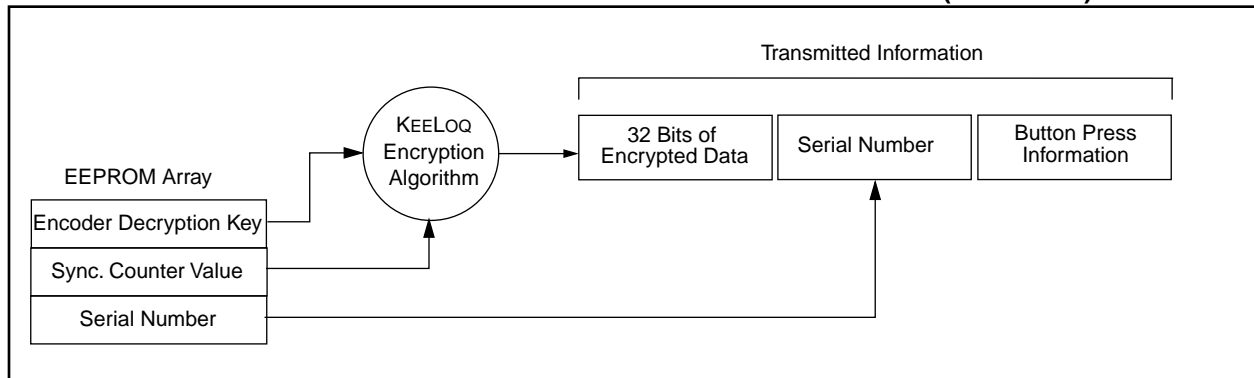 Transmitted Information
KEELOQ
Encryption
Algorithm
32 Bits of
Encrypted Data
Serial Number
Button Press
Information
EEPROM Array
Encoder Decryption Key
Sync. Counter Value
Serial Number